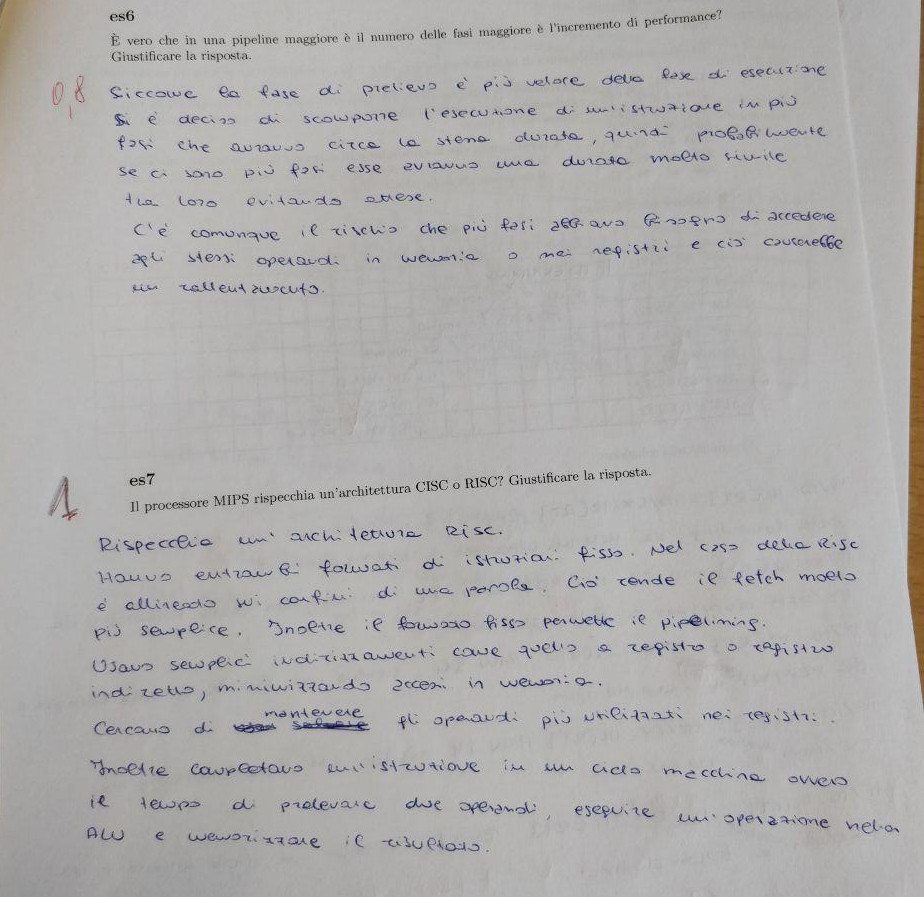 es6
È vero che in una pipeline maggiore è il numero delle fasi maggiore è l'incremento di performance?
Giustificare la risposta.
0,8
Siccome la fase di prelievo è più veloce della fase di esecuzione
Si è deciso di scomporre l'esecuzione di un'istruzione in più
fasi che avranno circa la stessa durata, quindi probabilmente
se ci sono più fasi esse avranno una durata molto simile
tra loro evitando attese.
C'è comunque il rischio che più fasi abbiano bisogno di accedere
agli stessi operandi in memoria o nei registri e ciò causerebbe
un rallentamento.
es7
1
Il processore MIPS rispecchia un'architettura CISC o RISC? Giustificare la risposta.
Rispecchia un'architettura RISC.
Hanno entrambi formati di istruzioni fisso. Nel caso della RISC
è allineato sui confini di una parola. Ciò rende il fetch molto
più semplice. Inoltre il formato fisso permette il pipelining.
Usano semplici indirizzamenti come quello a registro o registro
indiretto, minimizzando accessi in memoria.
mantenere
Cercano di gli operandi più utilizzati nei registri.
Inoltre completano un'istruzione in un ciclo macchina ovvero
il tempo di prelevare due operandi, eseguire un'operazione nella
ALU e memorizzare il risultato.